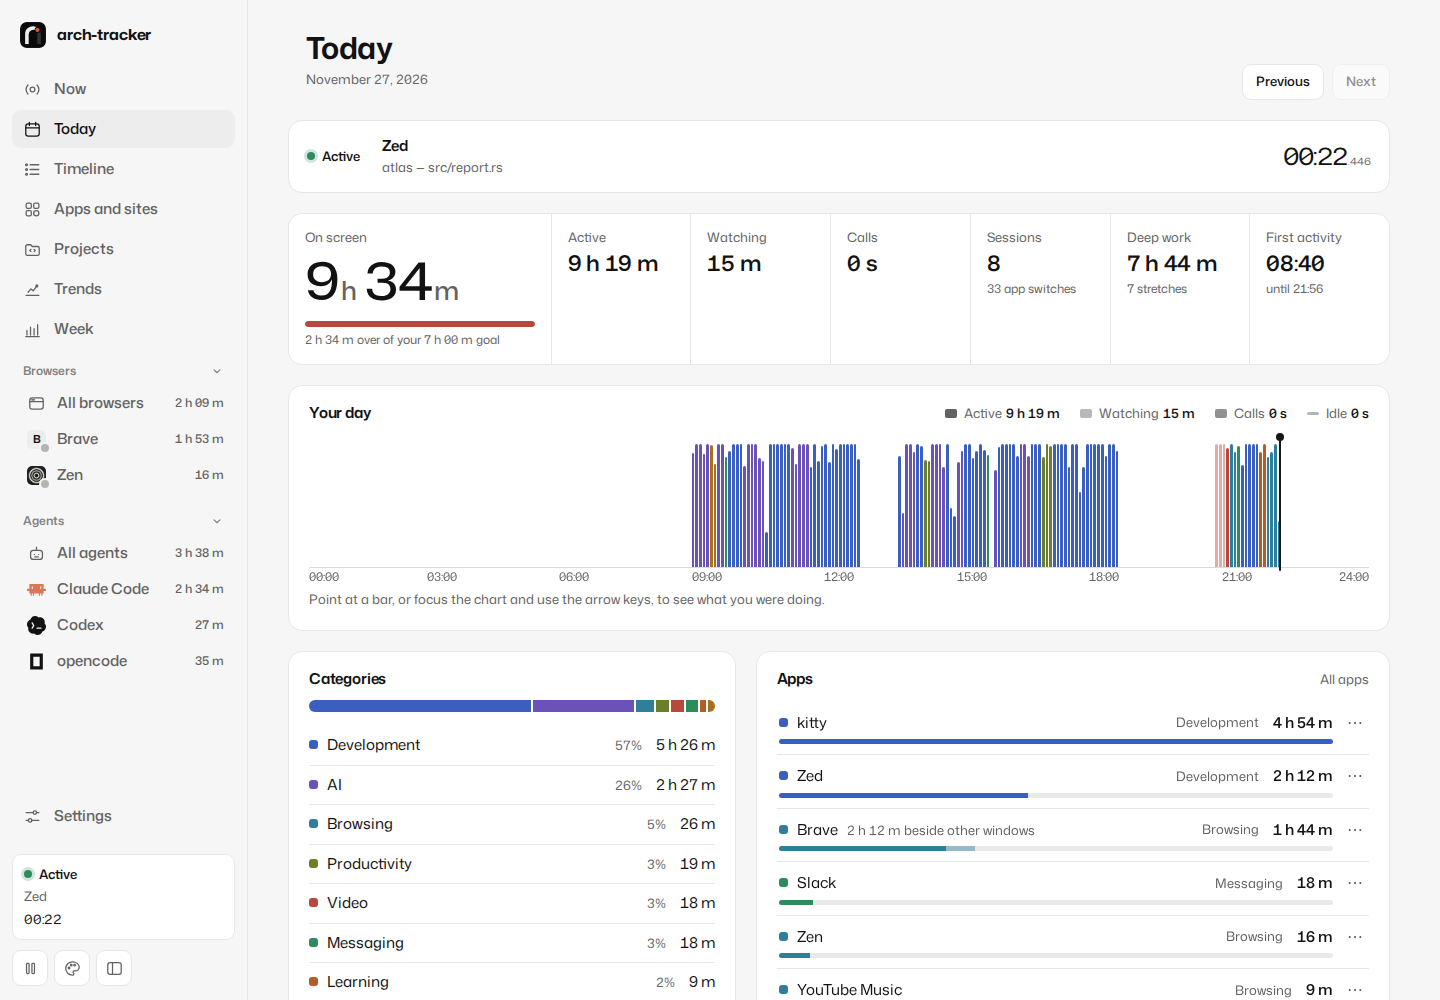 arch-tracker
Now
Today
Timeline
Apps and sites
Projects
Trends
Week
Browsers
All browsers 2 h 09 m
B Brave 1 h 53 m
Zen 16 m
Agents
All agents 3 h 38 m
Claude Code 2 h 34 m
Codex 27 m
opencode 35 m
Settings
Active
Zed
00:22
Today
November 27, 2026
Previous Next
Active
Zed
atlas – src/report.rs
00:22 446
On screen
9 h 34 m
2 h 34 m over of your 7 h 00 m goal
Active
9 h 19 m
Watching
15 m
Calls
0 s
Sessions
8
33 app switches
Deep work
7 h 44 m
7 stretches
First activity
08:40
until 21:56
Your day
Active 9 h 19 m Watching 15 m Calls 0 s Idle 0 s
00:00 03:00 06:00 09:00 12:00 15:00 18:00 21:00 24:00
Point at a bar, or focus the chart and use the arrow keys, to see what you were doing.
Categories
Development 57% 5 h 26 m
AI 26% 2 h 27 m
Browsing 5% 26 m
Productivity 3% 19 m
Video 3% 18 m
Messaging 3% 18 m
Learning 2% 9 m
Apps All apps
kitty Development 4 h 54 m ···
Zed Development 2 h 12 m ···
Brave 2 h 12 m beside other windows Browsing 1 h 44 m ···
Slack Messaging 18 m ···
Zen Browsing 16 m ···
YouTube Music Browsing 9 m ···